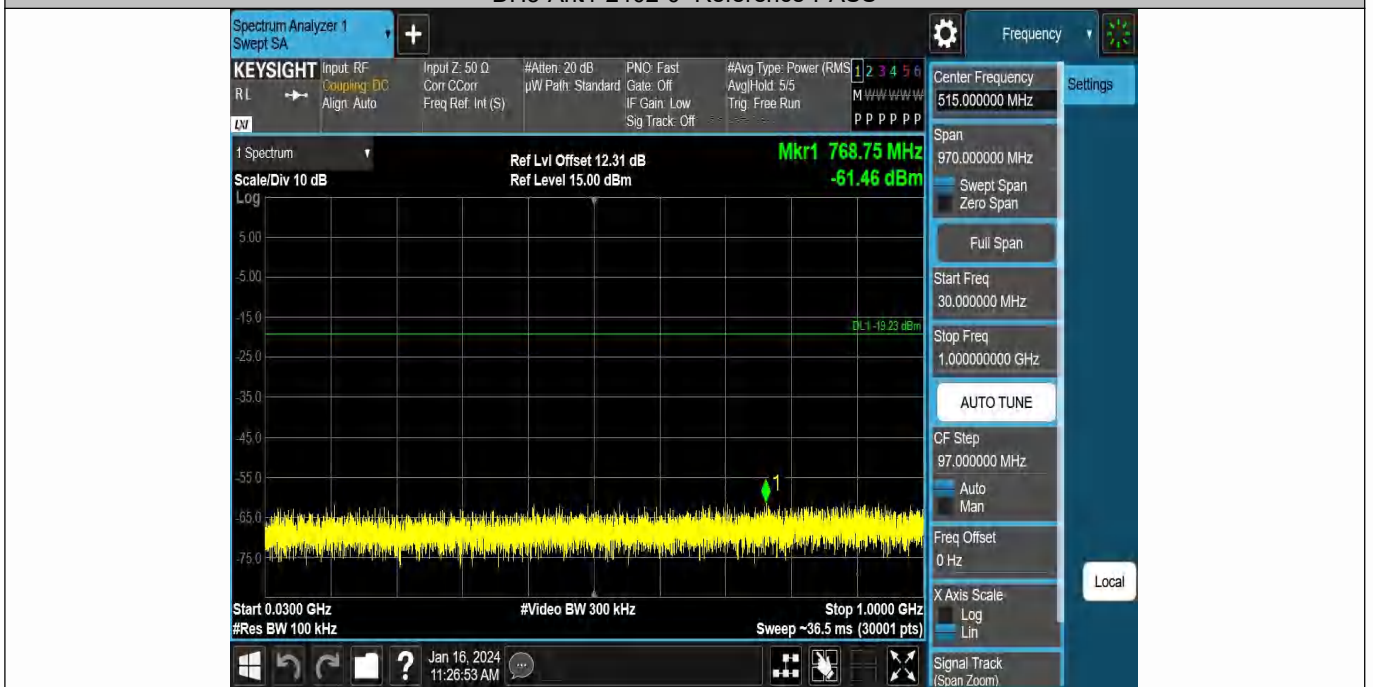 Spectrum Analyzer 1
Swept SA
+
Frequency
KEYSIGHT
RL
LXI
Input: RF
Coupling: DC
Align: Auto
Input Z: 50 Ω
Corr CCorr
Freq Ref: Int (S)
#Atten: 20 dB
µW Path: Standard
PNO: Fast
Gate: Off
IF Gain: Low
Sig Track: Off
#Avg Type: Power (RMS
Avg|Hold: 5/5
Trig: Free Run
1 2 3 4 5 6
M W W W W W
P P P P P P
Center Frequency
515.000000 MHz
Settings
1 Spectrum
Scale/Div 10 dB
Ref Lvl Offset 12.31 dB
Ref Level 15.00 dBm
Mkr1 768.75 MHz
-61.46 dBm
Span
970.000000 MHz
Swept Span
Zero Span
Full Span
Start Freq
30.000000 MHz
Stop Freq
1.000000000 GHz
AUTO TUNE
CF Step
97.000000 MHz
Auto
Man
Freq Offset
0 Hz
X Axis Scale
Log
Lin
Signal Track
(Span Zoom)
Local
Log
5.00
-5.00
-15.0
DL1 -19.23 dBm
-25.0
-35.0
-45.0
-55.0
1
-65.0
-75.0
Start 0.0300 GHz
#Res BW 100 kHz
#Video BW 300 kHz
Stop 1.0000 GHz
Sweep ~36.5 ms (30001 pts)
?
Jan 16, 2024
11:26:53 AM